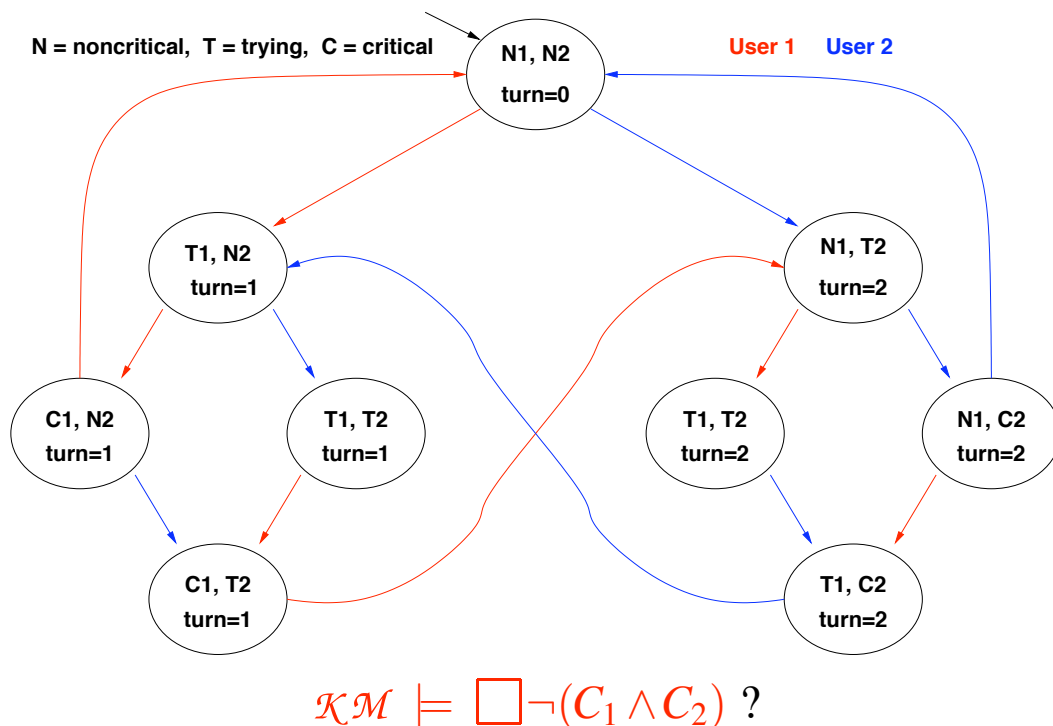 N = noncritical, T = trying, C = critical
User 1 User 2
N1, N2
turn=0
T1, N2
turn=1
N1, T2
turn=2
C1, N2
turn=1
T1, T2
turn=1
T1, T2
turn=2
N1, C2
turn=2
C1, T2
turn=1
T1, C2
turn=2
𝒦ℳ ⊨ □¬(C₁ ∧ C₂) ?